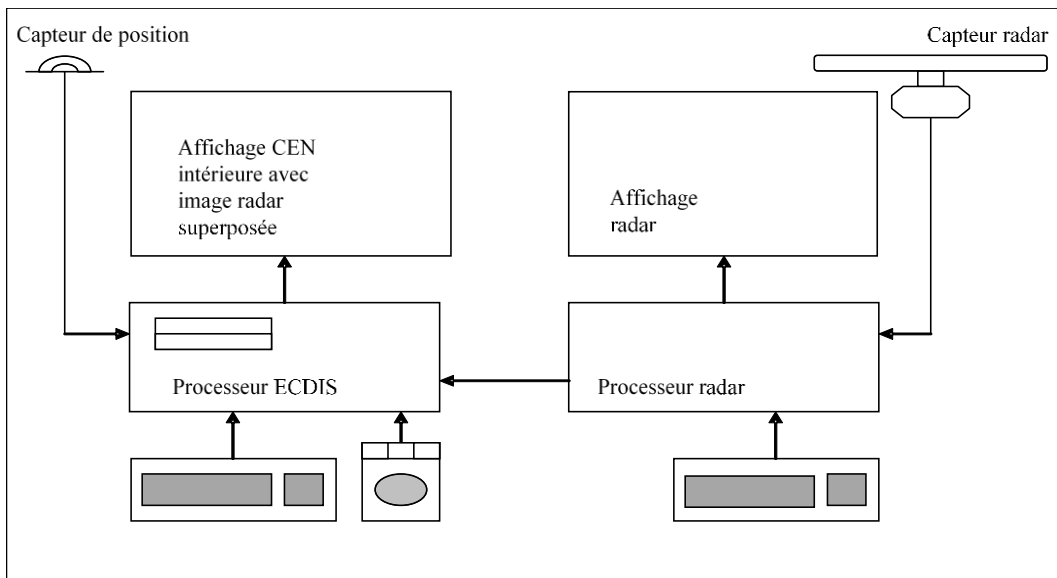 Capteur de position
Capteur radar
Affichage CEN
intérieure avec
image radar
superposée
Affichage
radar
Processeur ECDIS
Processeur radar